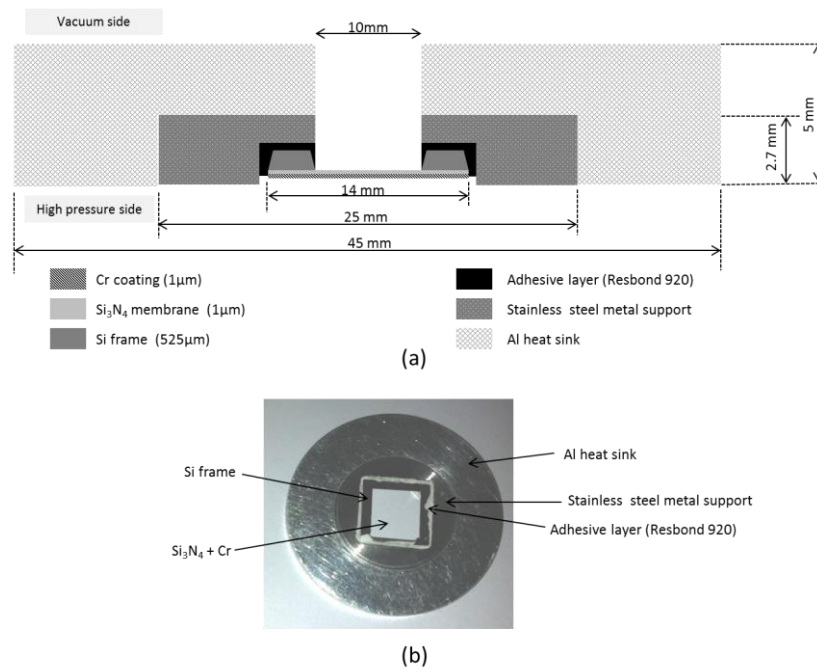 Vacuum side
10mm
5 mm
2.7 mm
14 mm
High pressure side
25 mm
45 mm
Cr coating (1µm)
Adhesive layer (Resbond 920)
Si₃N₄ membrane (1µm)
Stainless steel metal support
Si frame (525µm)
Al heat sink
(a)
Al heat sink
Si frame
Stainless steel metal support
Adhesive layer (Resbond 920)
Si₃N₄ + Cr
(b)